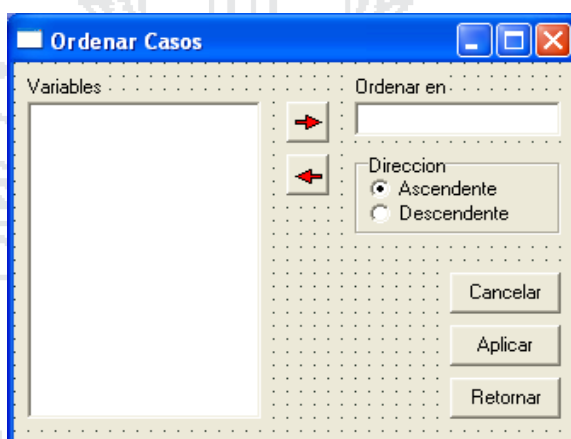 Ordenar Casos
Variables
Ordenar en
Direccion
Ascendente
Descendente
Cancelar
Aplicar
Retornar